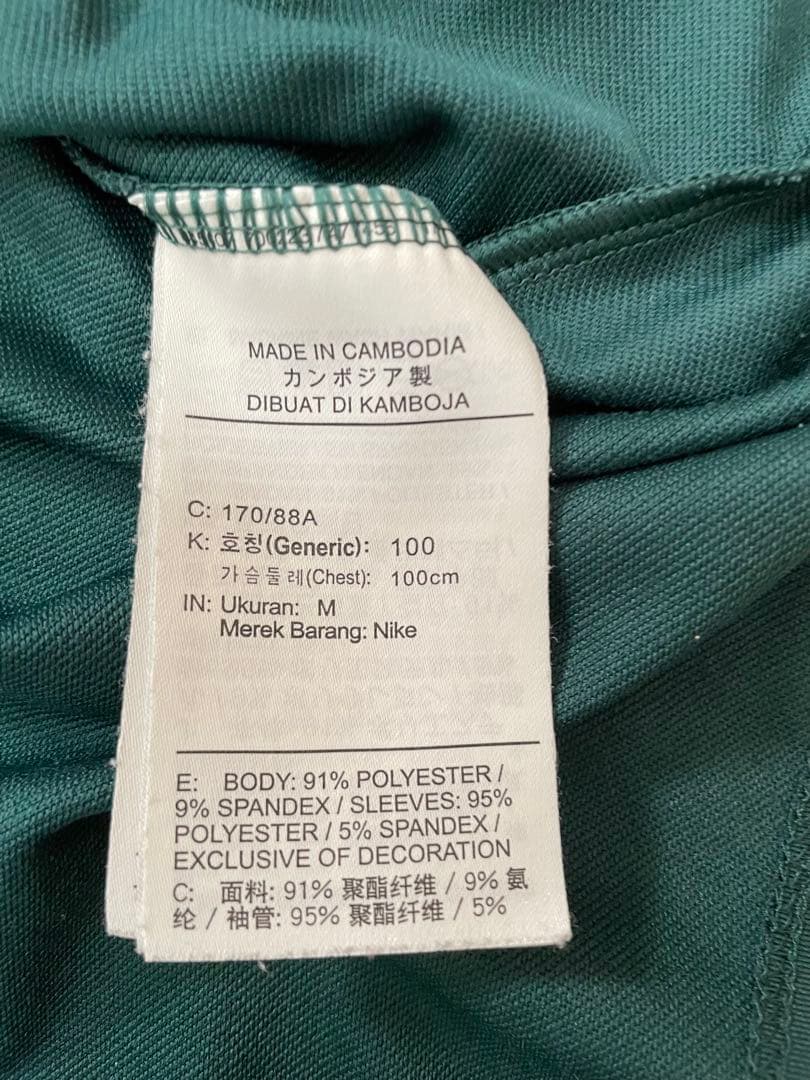 MADE IN CAMBODIA
カンボジア製
DIBUAT DI KAMBOJA
C: 170/88A
K: 호칭(Generic): 100
가슴둘레(Chest): 100cm
IN: Ukuran: M
Merek Barang: Nike
E: BODY: 91% POLYESTER /
9% SPANDEX / SLEEVES: 95%
POLYESTER / 5% SPANDEX /
EXCLUSIVE OF DECORATION
C: 面料: 91% 聚酯纤维 / 9% 氨
纶 / 袖管: 95% 聚酯纤维 / 5%